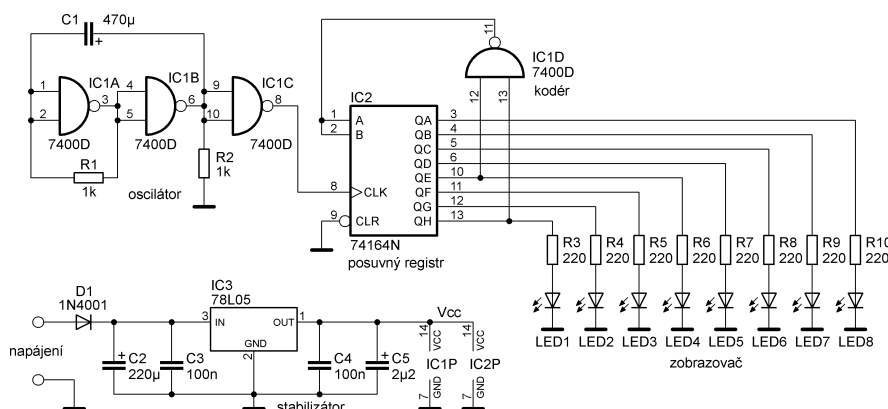 C1 470µ
+
1
2
IC1A
3
7400D
4
5
IC1B
6
7400D
9
10
IC1C
8
7400D
R1
1k
R2
1k
oscilátor
11
IC1D
7400D
kodér
12
13
IC2
1 A
2 B
8 CLK
9 CLR
QA 3
QB 4
QC 5
QD 6
QE 10
QF 11
QG 12
QH 13
74164N
posuvný registr
R3 220
R4 220
R5 220
R6 220
R7 220
R8 220
R9 220
R10 220
LED1 LED2 LED3 LED4 LED5 LED6 LED7 LED8
zobrazovač
D1
1N4001
napájení
IC3
78L05
3 IN
OUT 1
GND
2
+
C2
220µ
C3
100n
C4
100n
+
C5
2µ2
Vcc
14 VCC
IC1P
7 GND
14 VCC
IC2P
7 GND
stabilizátor